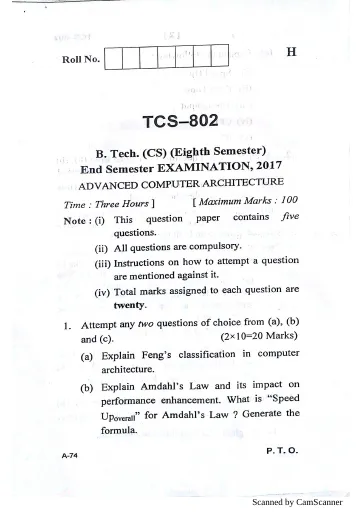 Roll No.
H
TCS–802
B. Tech. (CS) (Eighth Semester)
End Semester EXAMINATION, 2017
ADVANCED COMPUTER ARCHITECTURE
Time : Three Hours ] [ Maximum Marks : 100
Note : (i) This question paper contains five
questions.
(ii) All questions are compulsory.
(iii) Instructions on how to attempt a question
are mentioned against it.
(iv) Total marks assigned to each question are
twenty.
1. Attempt any two questions of choice from (a), (b)
and (c). (2×10=20 Marks)
(a) Explain Feng's classification in computer
architecture.
(b) Explain Amdahl's Law and its impact on
performance enhancement. What is “Speed
Upoverall” for Amdahl's Law ? Generate the
formula.
A-74 P. T. O.
Scanned by CamScanner